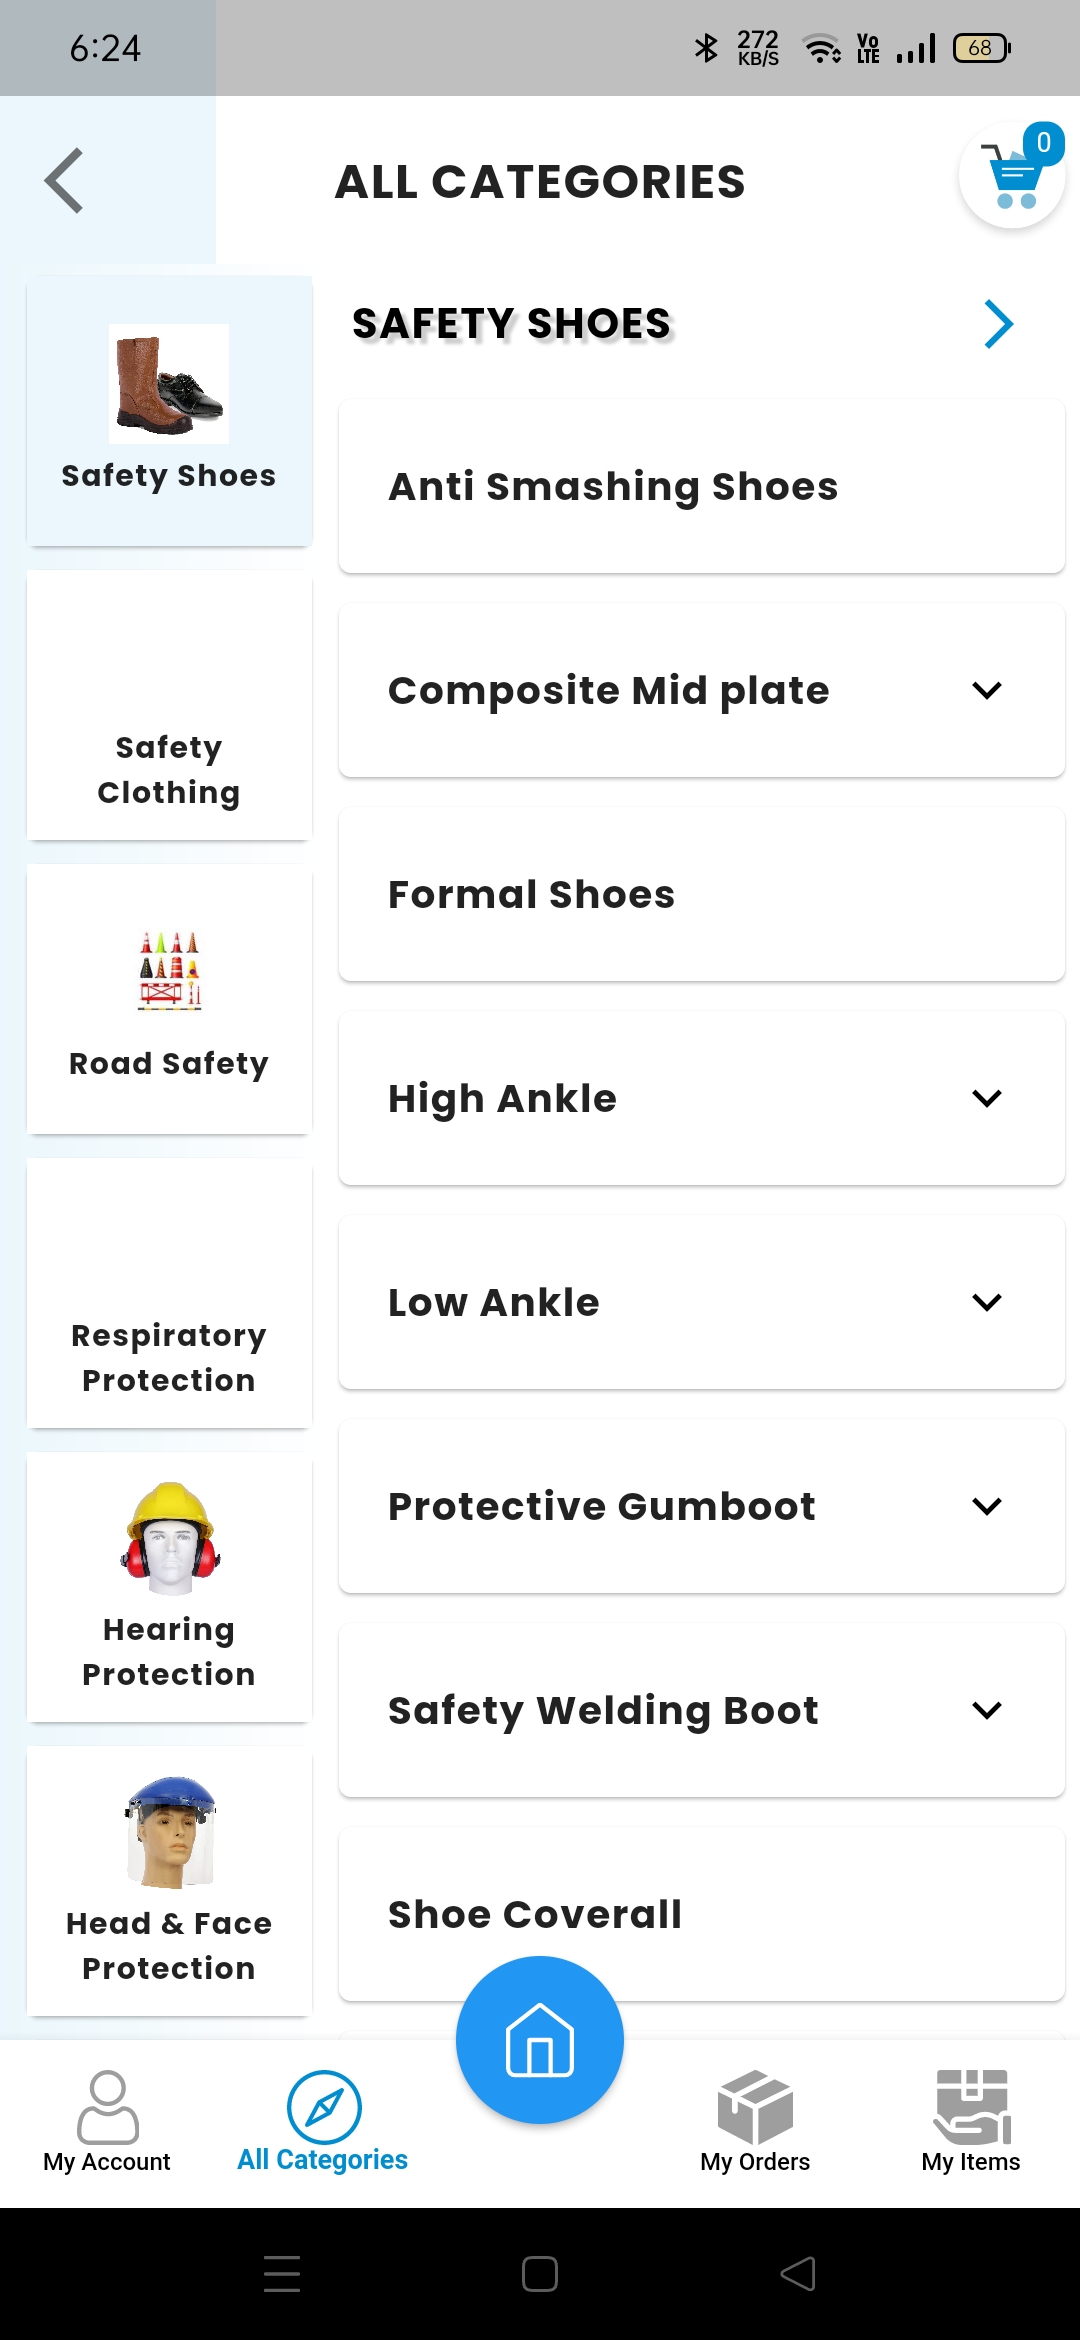 6:24
272
KB/S
Vo
LTE
68
ALL CATEGORIES
0
Safety Shoes
Safety
Clothing
Road Safety
Respiratory
Protection
Hearing
Protection
Head & Face
Protection
SAFETY SHOES
Anti Smashing Shoes
Composite Mid plate
Formal Shoes
High Ankle
Low Ankle
Protective Gumboot
Safety Welding Boot
Shoe Coverall
My Account
All Categories
My Orders
My Items